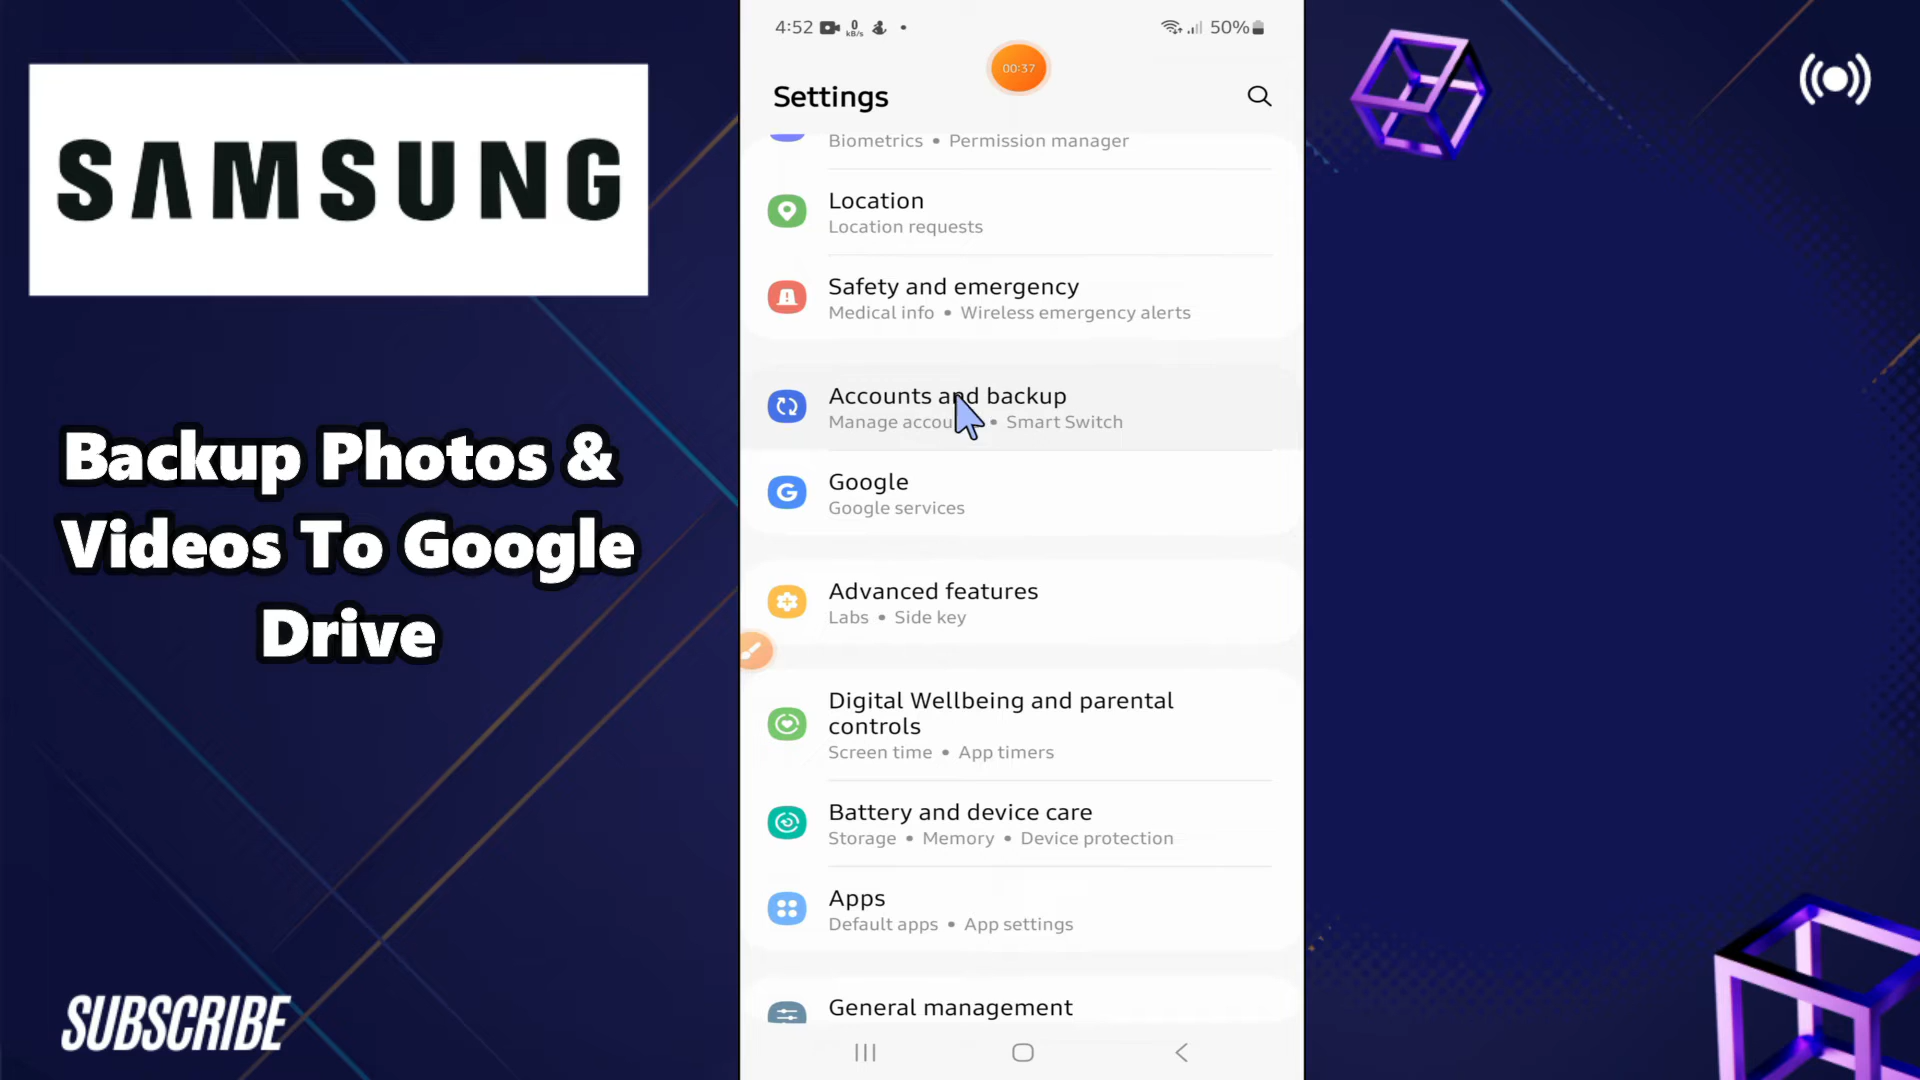 SAMSUNG
Backup Photos &
Videos To Google
Drive
SUBSCRIBE
4:52
0
KB/s
50%
00:37
Settings
Biometrics • Permission manager
Location
Location requests
Safety and emergency
Medical info • Wireless emergency alerts
Accounts and backup
Manage accou • Smart Switch
Google
Google services
Advanced features
Labs • Side key
Digital Wellbeing and parental
controls
Screen time • App timers
Battery and device care
Storage • Memory • Device protection
Apps
Default apps • App settings
General management